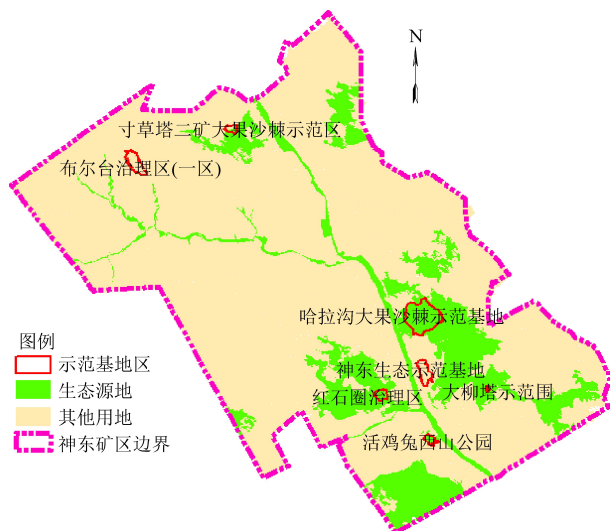 N
寸草塔二矿大果沙棘示范区
布尔台治理区(一区)
哈拉沟大果沙棘示范基地
神东生态示范基地
红石圈治理区
大柳塔示范围
活鸡兔西山公园
图例
示范基地区
生态源地
其他用地
神东矿区边界